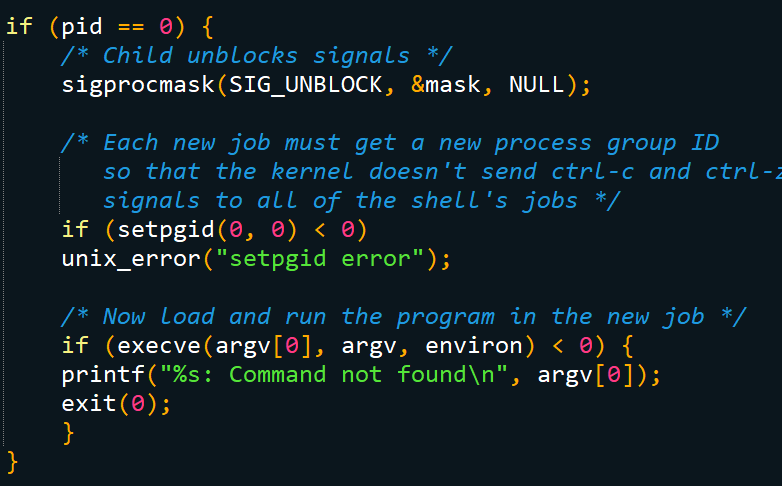 if (pid == 0) {
/* Child unblocks signals */
sigprocmask(SIG_UNBLOCK, &mask, NULL);
/* Each new job must get a new process group ID
so that the kernel doesn't send ctrl-c and ctrl-z
signals to all of the shell's jobs */
if (setpgid(0, 0) < 0)
unix_error("setpgid error");
/* Now load and run the program in the new job */
if (execve(argv[0], argv, environ) < 0) {
printf("%s: Command not found\n", argv[0]);
exit(0);
}
}